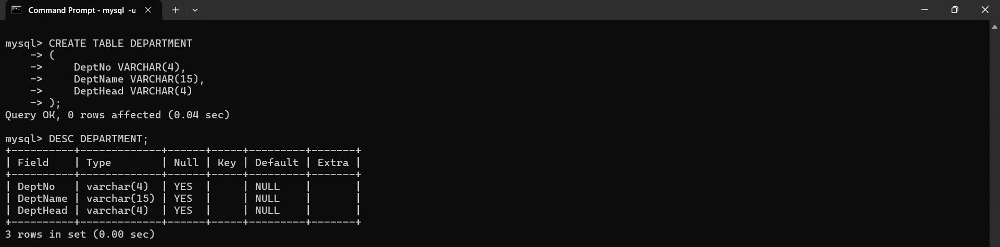 Command Prompt - mysql  -u
mysql> CREATE TABLE DEPARTMENT
    -> (
    ->     DeptNo VARCHAR(4),
    ->     DeptName VARCHAR(15),
    ->     DeptHead VARCHAR(4)
    -> );
Query OK, 0 rows affected (0.04 sec)
mysql> DESC DEPARTMENT;
+----------+-------------+------+-----+---------+-------+
| Field    | Type        | Null | Key | Default | Extra |
+----------+-------------+------+-----+---------+-------+
| DeptNo   | varchar(4)  | YES  |     | NULL    |       |
| DeptName | varchar(15) | YES  |     | NULL    |       |
| DeptHead | varchar(4)  | YES  |     | NULL    |       |
+----------+-------------+------+-----+---------+-------+
3 rows in set (0.00 sec)